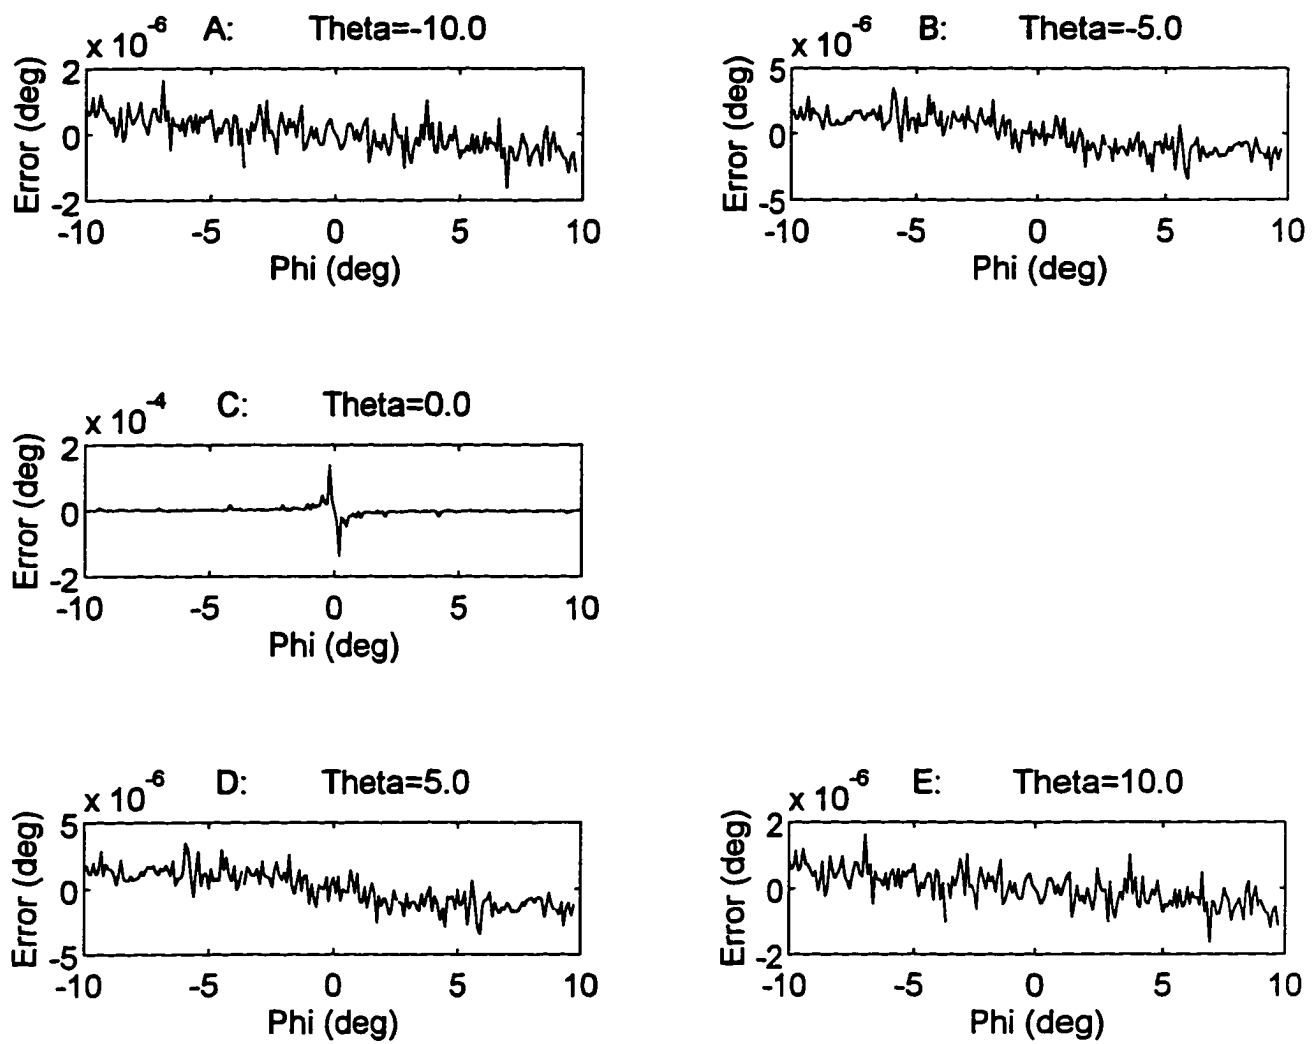 x 10-6 A: Theta=-10.0
Error (deg)
2
0
-2
-10 -5 0 5 10
Phi (deg)
x 10-6 B: Theta=-5.0
Error (deg)
5
0
-5
-10 -5 0 5 10
Phi (deg)
x 10-4 C: Theta=0.0
Error (deg)
2
0
-2
-10 -5 0 5 10
Phi (deg)
x 10-6 D: Theta=5.0
Error (deg)
5
0
-5
-10 -5 0 5 10
Phi (deg)
x 10-6 E: Theta=10.0
Error (deg)
2
0
-2
-10 -5 0 5 10
Phi (deg)